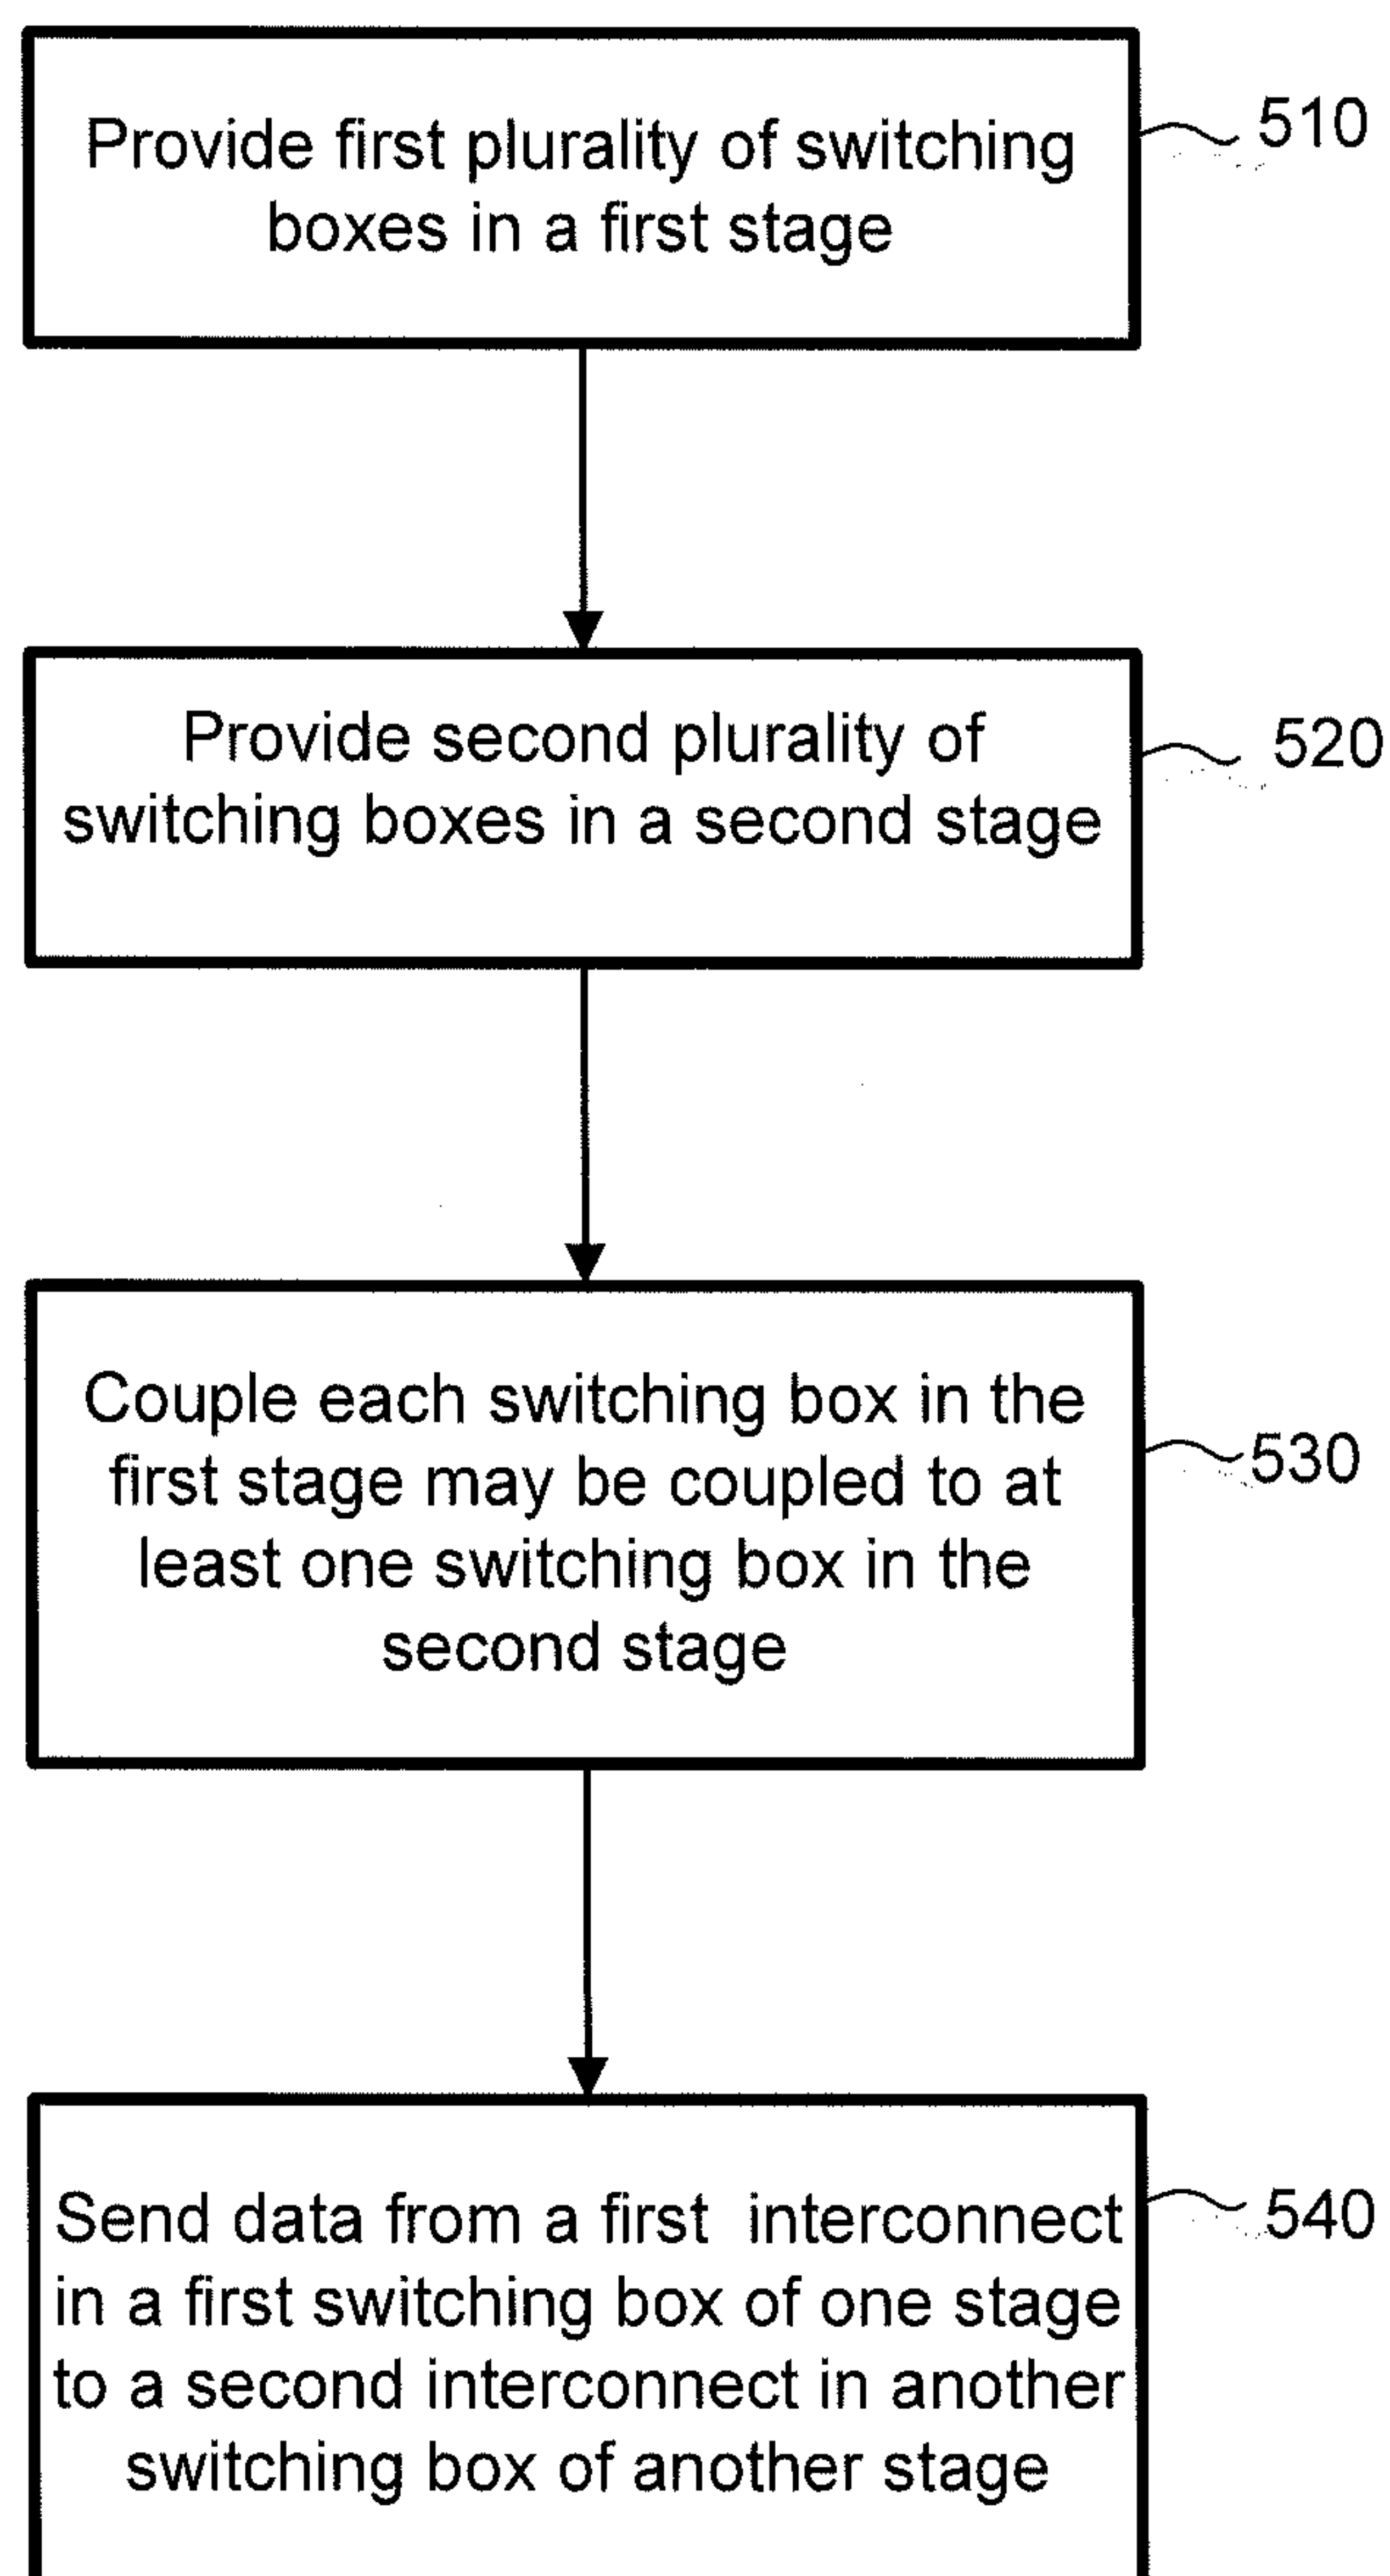 Provide first plurality of switching
boxes in a first stage
510
Provide second plurality of
switching boxes in a second stage
520
Couple each switching box in the
first stage may be coupled to at
least one switching box in the
second stage
530
Send data from a first interconnect
in a first switching box of one stage
to a second interconnect in another
switching box of another stage
540